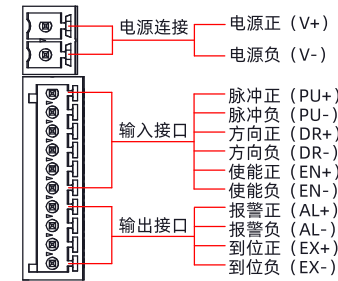 电源连接
电源正（V+）
电源负（V-）
输入接口
脉冲正（PU+）
脉冲负（PU-）
方向正（DR+）
方向负（DR-）
使能正（EN+）
使能负（EN-）
输出接口
报警正（AL+）
报警负（AL-）
到位正（EX+）
到位负（EX-）